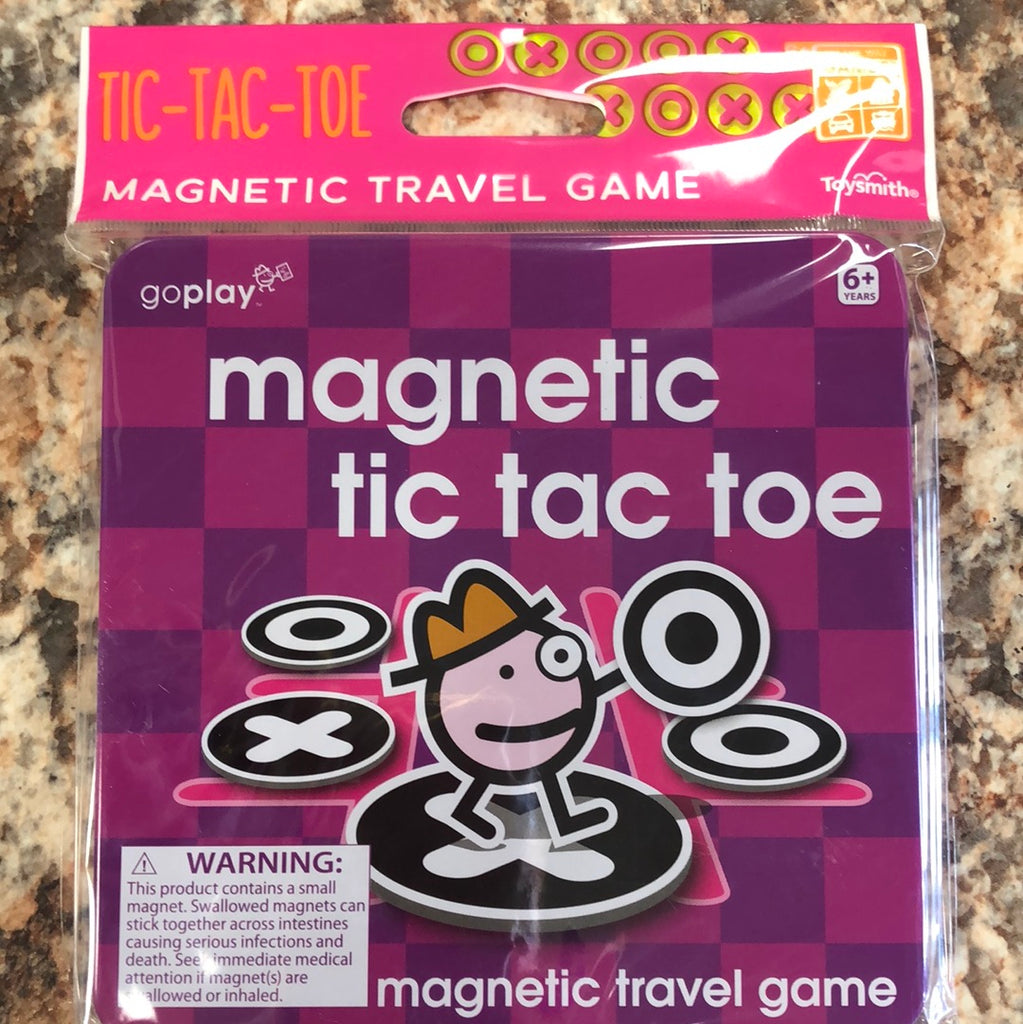 TIC-TAC-TOE
MAGNETIC TRAVEL GAME
Toysmith®
goplay™
6+
YEARS
magnetic
tic tac toe
WARNING:
This product contains a small
magnet. Swallowed magnets can
stick together across intestines
causing serious infections and
death. Seek immediate medical
attention if magnet(s) are
swallowed or inhaled.
magnetic travel game